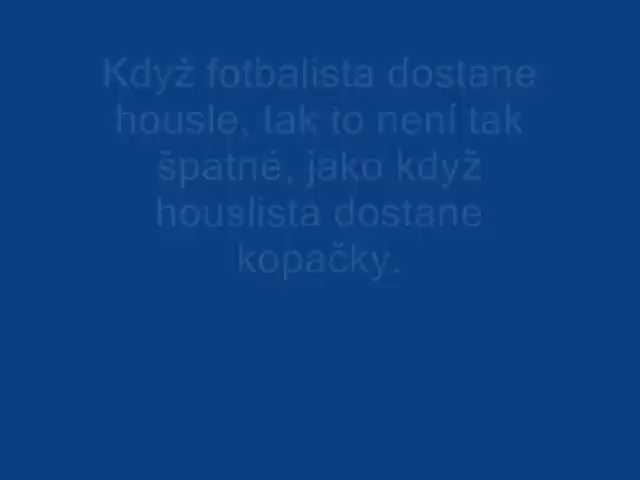 Když fotbalista dostane
housle, tak to není tak
špatné, jako když
houslista dostane
kopačky.